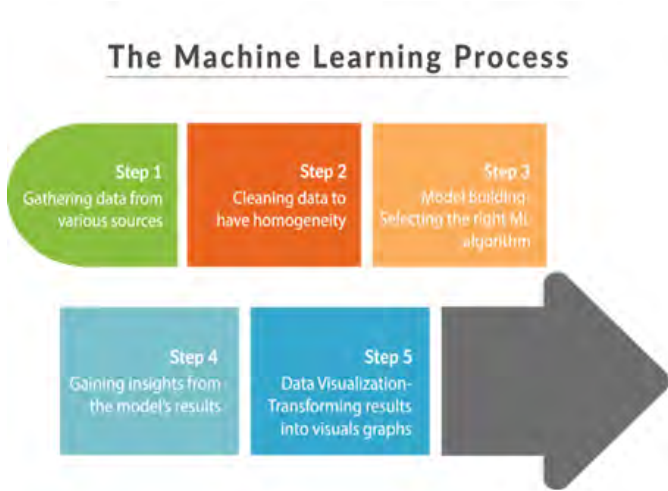 The Machine Learning Process
Step 1
Gathering data from
various sources
Step 2
Cleaning data to
have homogeneity
Step 3
Model Building-
Selecting the right ML
algorithm
Step 4
Gaining insights from
the model's results
Step 5
Data Visualization-
Transforming results
into visuals graphs